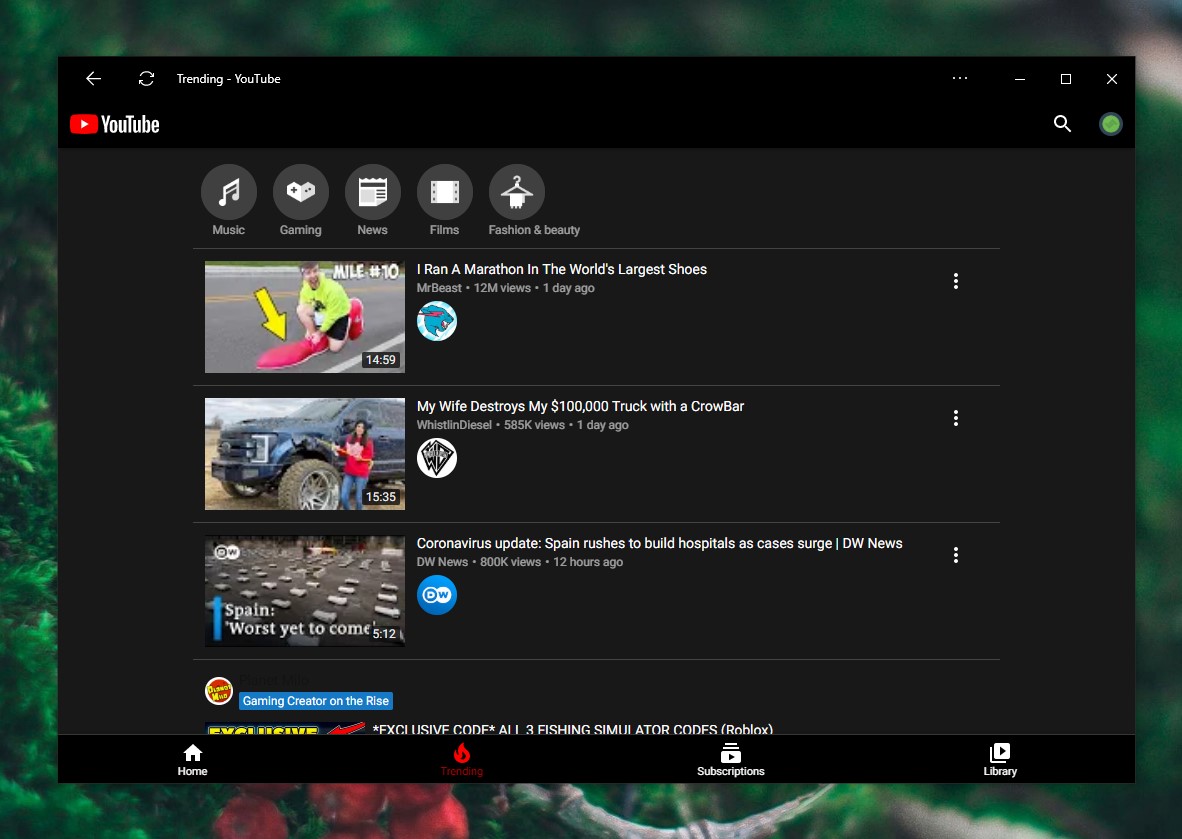 Trending - YouTube
YouTube
Music
Gaming
News
Films
Fashion & beauty
MILE #10
14:59
I Ran A Marathon In The World's Largest Shoes
MrBeast • 12M views • 1 day ago
15:35
My Wife Destroys My $100,000 Truck with a CrowBar
WhistlinDiesel • 585K views • 1 day ago
DW
Spain:
'Worst yet to come'
5:12
Coronavirus update: Spain rushes to build hospitals as cases surge | DW News
DW News • 800K views • 12 hours ago
DW
Planet Milo
Gaming Creator on the Rise
EXCLUSIVE
*EXCLUSIVE CODE* ALL 3 FISHING SIMULATOR CODES (Roblox)
Home
Trending
Subscriptions
Library